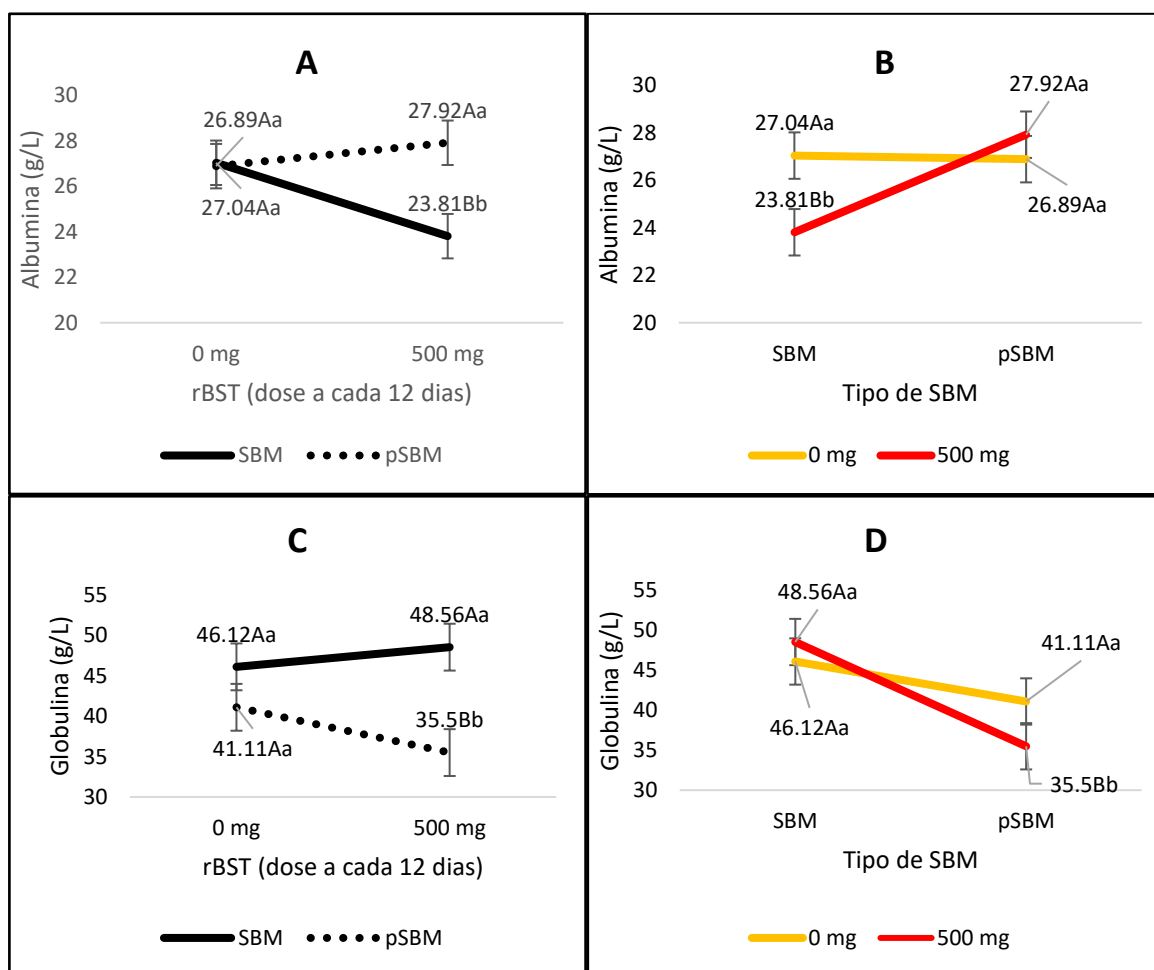 A
Albumina (g/L)
30
28
26
24
22
20
26.89Aa
27.04Aa
27.92Aa
23.81Bb
0 mg
500 mg
rBST (dose a cada 12 dias)
SBM
pSBM
B
Albumina (g/L)
30
28
26
24
22
20
27.04Aa
23.81Bb
27.92Aa
26.89Aa
SBM
pSBM
Tipo de SBM
0 mg
500 mg
C
Globulina (g/L)
55
50
45
40
35
30
46.12Aa
48.56Aa
41.11Aa
35.5Bb
0 mg
500 mg
rBST (dose a cada 12 dias)
SBM
pSBM
D
Globulina (g/L)
55
50
45
40
35
30
48.56Aa
46.12Aa
41.11Aa
35.5Bb
SBM
pSBM
Tipo de SBM
0 mg
500 mg